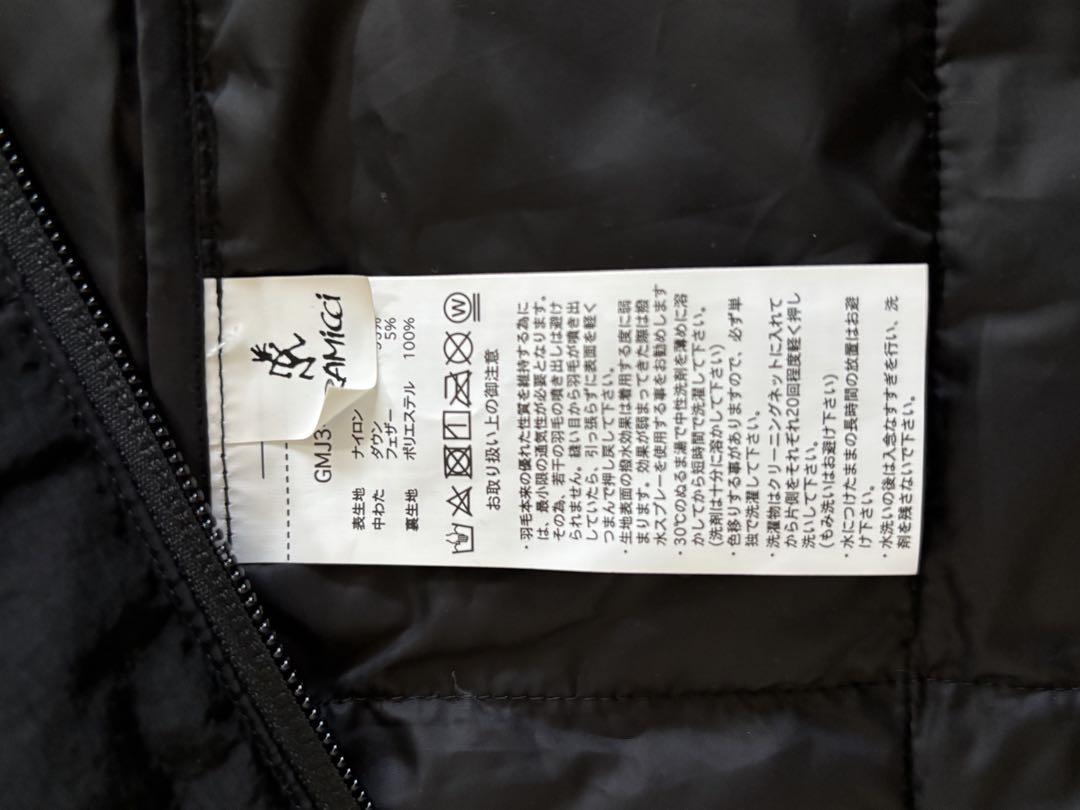 GMJ3
表生地 ナイロン
中わた ダウン
フェザー 5%
裏生地 ポリエステル 100%
お取り扱い上の御注意
・羽毛本来の優れた性質を維持する為に
は、最小限の通気性が必要となります。
その為、若干の羽毛の噴き出しは避け
られません。縫い目から羽毛が噴き出
していたら、引っ張らずに表面を軽く
つまんで押し戻して下さい。
・生地表面の撥水効果は着用する度に弱
まります。効果が弱まってきた際は撥
水スプレーを使用する事をお勧めします
・30℃のぬるま湯で中性洗剤を薄めに溶
かしてから短時間で洗濯して下さい。
(洗剤は十分に溶かして下さい)
・色移りする事がありますので、必ず単
独で洗濯して下さい。
・洗濯物はクリーニングネットに入れて
から片側をそれぞれ20回程度軽く押し
洗いして下さい。
(もみ洗いはお避け下さい)
・水につけたままの長時間の放置はお避
け下さい。
・水洗いの後は入念なすすぎを行い、洗
剤を残さないで下さい。